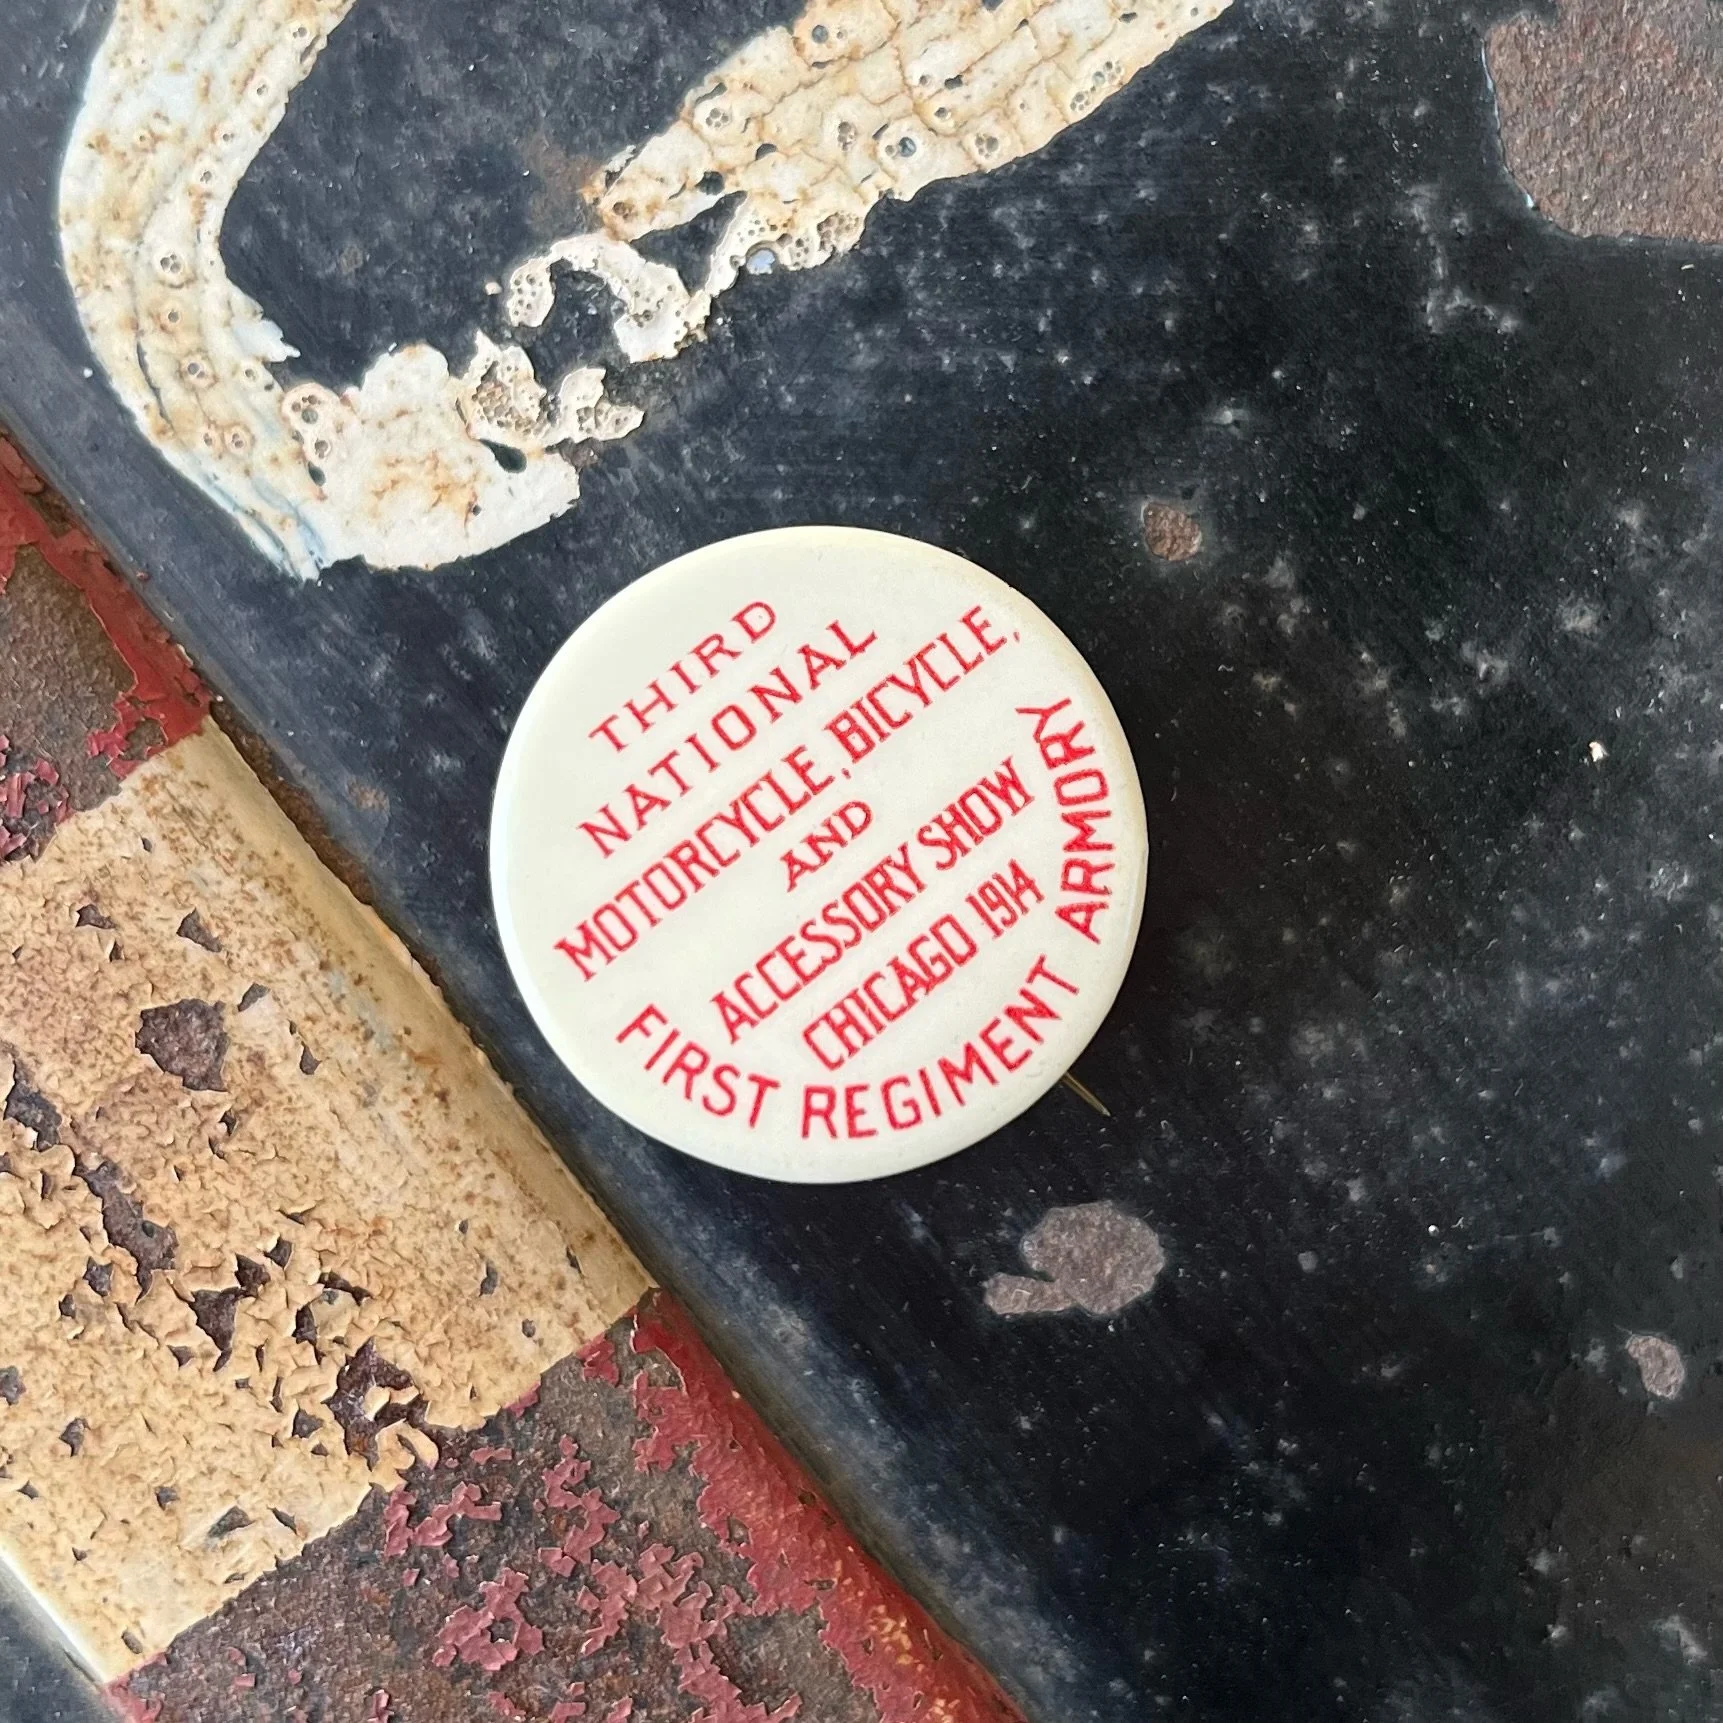 THIRD
NATIONAL
MOTORCYCLE, BICYCLE,
AND
ACCESSORY SHOW
CHICAGO 1914
FIRST REGIMENT ARMORY